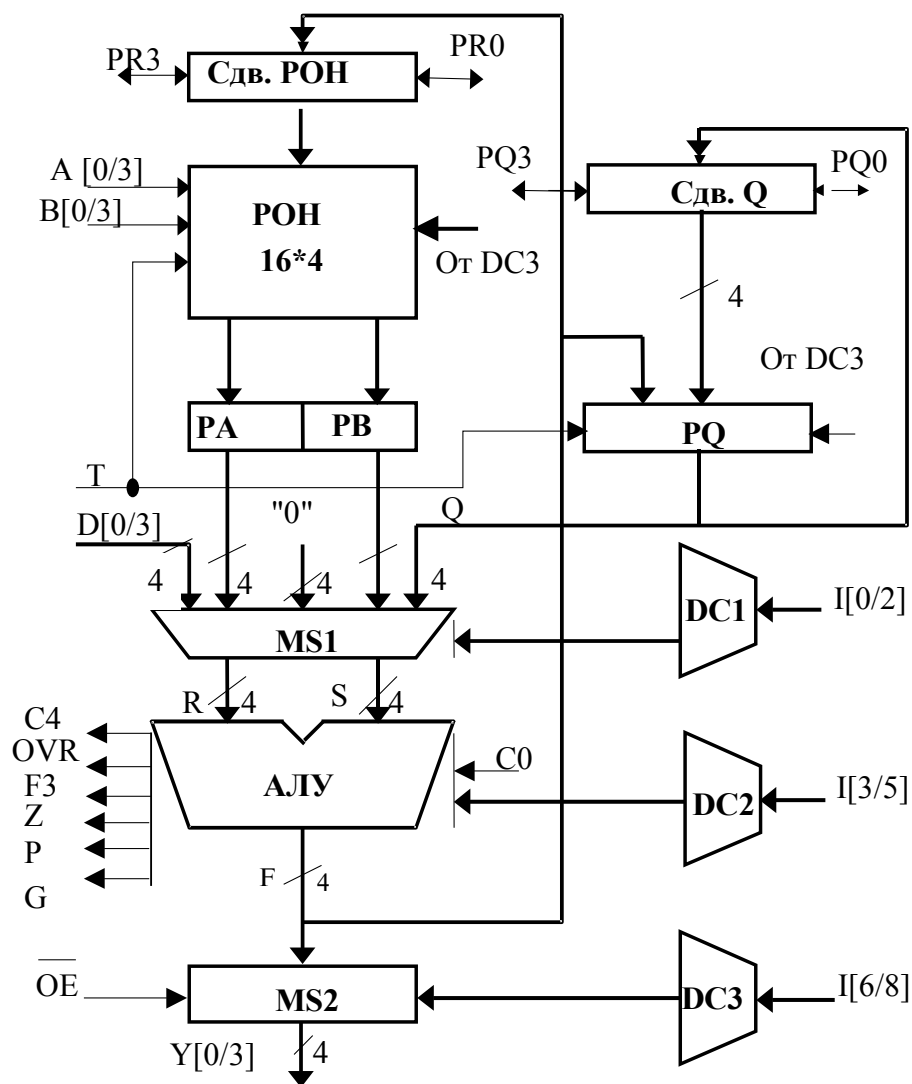 PR3
PR0
Сдв. РОН
A [0/3]
B[0/3]
РОН
16*4
От DC3
PQ3
PQ0
Сдв. Q
4
От DC3
PA
PB
PQ
T
"0"
Q
D[0/3]
4
4
4
4
MS1
DC1
I[0/2]
R
4
S
4
C4
OVR
F3
Z
P
G
АЛУ
C0
DC2
I[3/5]
F
4
OE
MS2
DC3
I[6/8]
Y[0/3]
4